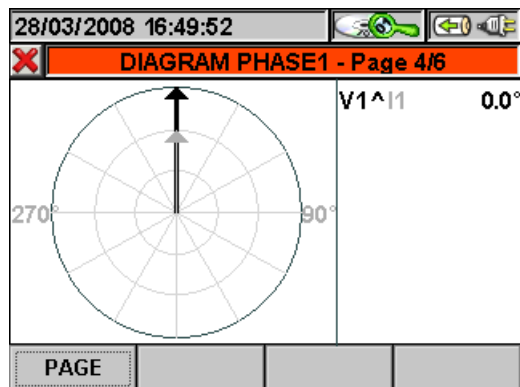 28/03/2008 16:49:52
DIAGRAM PHASE1 - Page 4/6
V1^I1 0.0°
270° 90°
PAGE